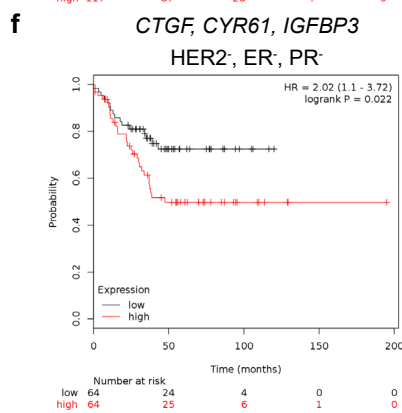 f
CTGF, CYR61, IGFBP3
HER2-, ER-, PR-
HR = 2.02 (1.1 - 3.72)
logrank P = 0.022
Probability
1.0
0.8
0.6
0.4
0.2
0.0
Expression
low
high
0 50 100 150 200
Time (months)
Number at risk
low 64 24 4 0 0
high 64 25 6 1 0